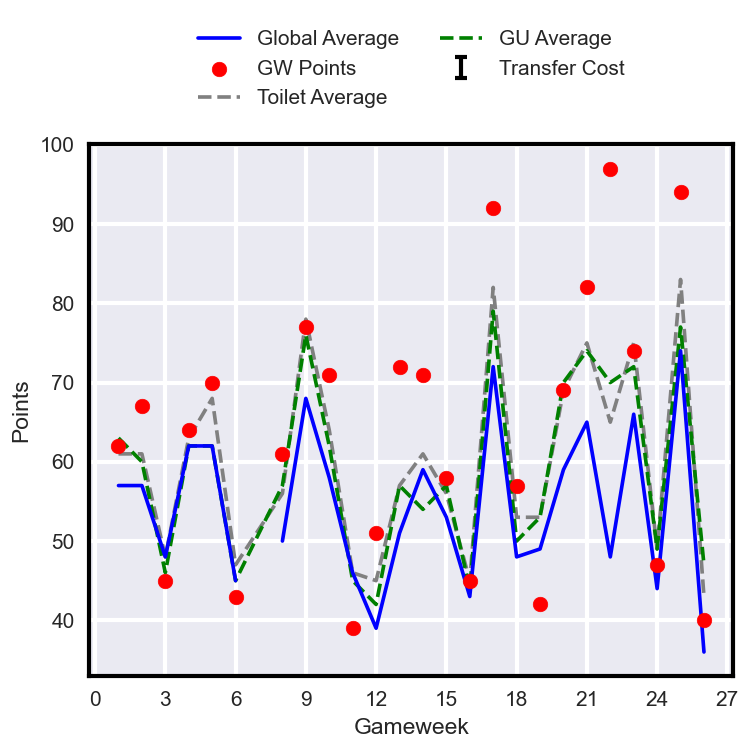 Global Average
GW Points
Toilet Average
GU Average
Transfer Cost
100
90
80
70
60
50
40
Points
0 3 6 9 12 15 18 21 24 27
Gameweek